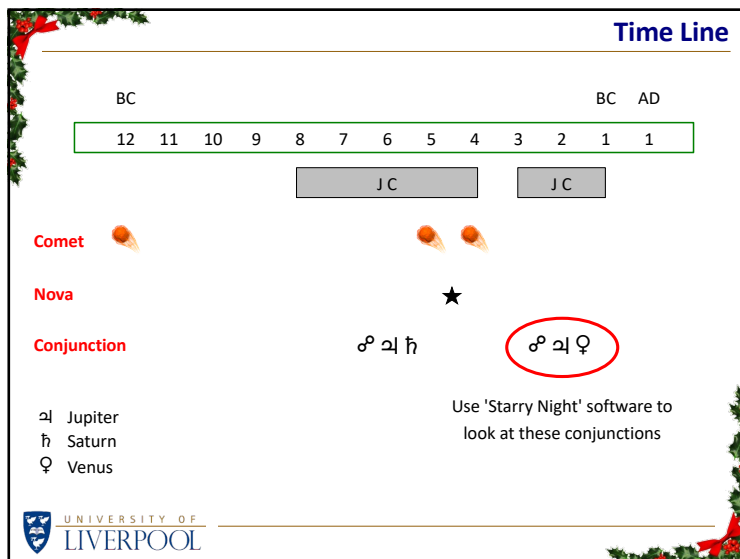 Time Line
BC BC AD
12 11 10 9 8 7 6 5 4 3 2 1 1
J C J C
Comet
Nova
Conjunction ☍ ♃ ♄ ☍ ♃ ♀
♃ Jupiter
♄ Saturn
♀ Venus
Use 'Starry Night' software to
look at these conjunctions
UNIVERSITY OF
LIVERPOOL